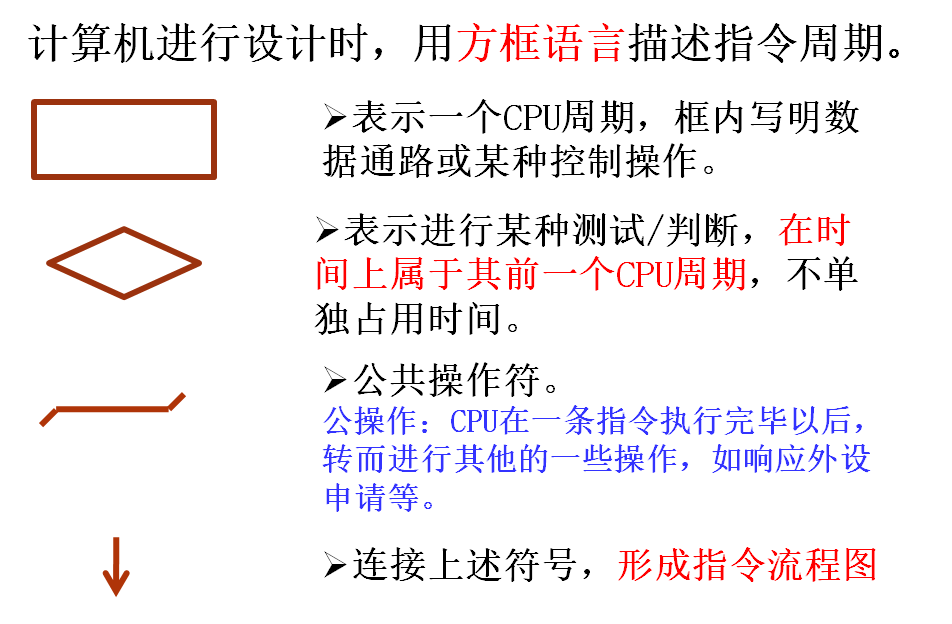 计算机进行设计时，用方框语言描述指令周期。
➢表示一个CPU周期，框内写明数
据通路或某种控制操作。
➢表示进行某种测试/判断，在时
间上属于其前一个CPU周期，不单
独占用时间。
➢公共操作符。
公操作：CPU在一条指令执行完毕以后，
转而进行其他的一些操作，如响应外设
申请等。
➢连接上述符号，形成指令流程图